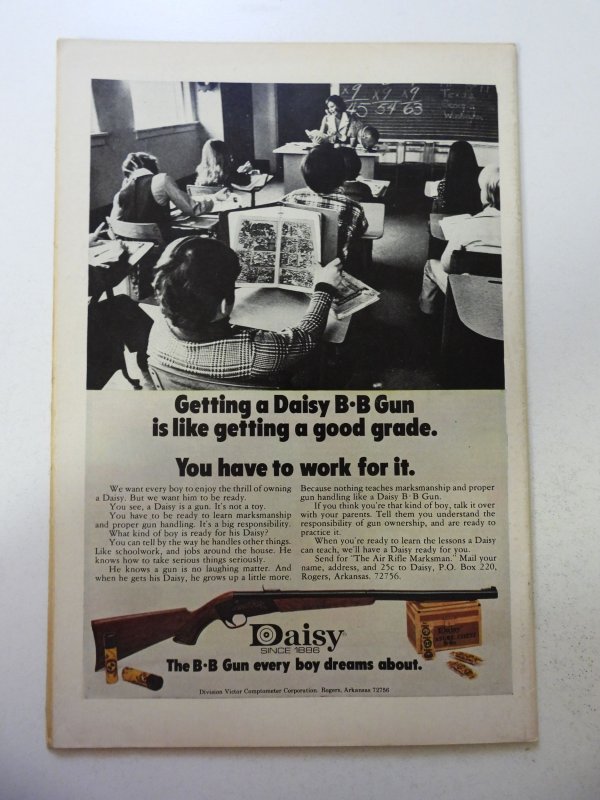 ×9 ×9 ×9
45 54 63
Getting a Daisy B·B Gun
is like getting a good grade.
You have to work for it.
We want every boy to enjoy the thrill of owning
a Daisy. But we want him to be ready.
You see, a Daisy is a gun. It's not a toy.
You have to be ready to learn marksmanship
and proper gun handling. It's a big responsibility.
What kind of boy is ready for his Daisy?
You can tell by the way he handles other things.
Like schoolwork, and jobs around the house. He
knows how to take serious things seriously.
He knows a gun is no laughing matter. And
when he gets his Daisy, he grows up a little more.
Because nothing teaches marksmanship and proper
gun handling like a Daisy B·B Gun.
If you think you're that kind of boy, talk it over
with your parents. Tell them you understand the
responsibility of gun ownership, and are ready to
practice it.
When you're ready to learn the lessons a Daisy
can teach, we'll have a Daisy ready for you.
Send for "The Air Rifle Marksman." Mail your
name, address, and 25¢ to Daisy, P.O. Box 220,
Rogers, Arkansas. 72756.
Daisy
SINCE 1886
The B·B Gun every boy dreams about.
Division Victor Comptometer Corporation. Rogers, Arkansas 72756